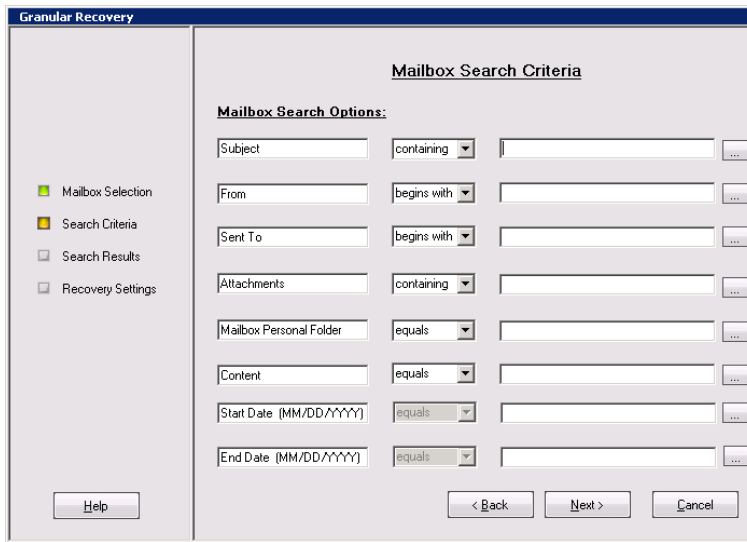 Granular Recovery
Mailbox Search Criteria
Mailbox Search Options:
Subject containing ...
Mailbox Selection
From begins with ...
Search Criteria
Sent To begins with ...
Search Results
Attachments containing ...
Recovery Settings
Mailbox Personal Folder equals ...
Content equals ...
Start Date (MM/DD/YYYY) equals ...
End Date (MM/DD/YYYY) equals ...
Help < Back Next > Cancel